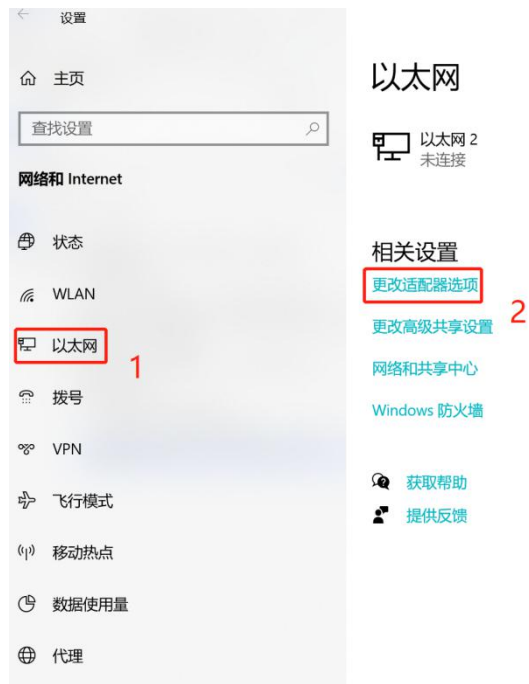 设置
主页
查找设置
网络和 Internet
状态
WLAN
以太网
1
拨号
VPN
飞行模式
移动热点
数据使用量
代理
以太网
以太网 2
未连接
相关设置
更改适配器选项
2
更改高级共享设置
网络和共享中心
Windows 防火墙
获取帮助
提供反馈